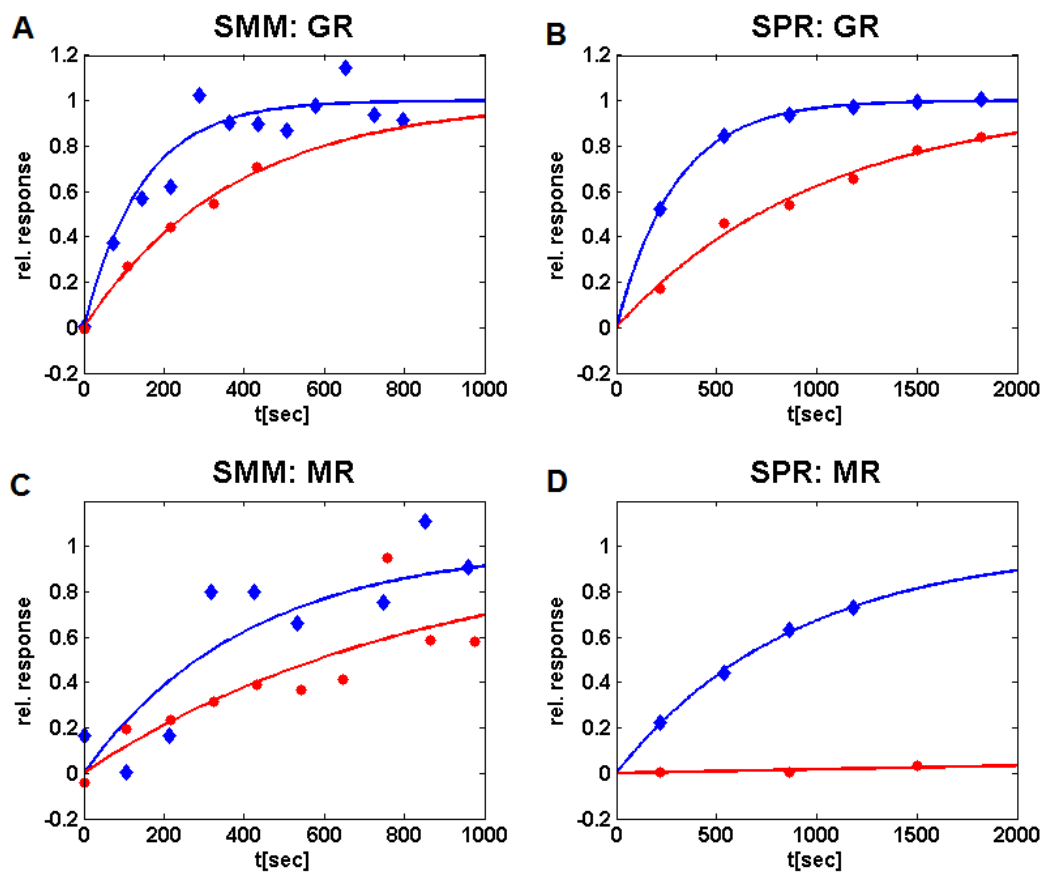 A
SMM: GR
1.2
1
0.8
0.6
0.4
0.2
0
-0.2
rel. response
0 200 400 600 800 1000
t[sec]
B
SPR: GR
1.2
1
0.8
0.6
0.4
0.2
0
-0.2
rel. response
0 500 1000 1500 2000
t[sec]
C
SMM: MR
1
0.8
0.6
0.4
0.2
0
-0.2
rel. response
0 200 400 600 800 1000
t[sec]
D
SPR: MR
1
0.8
0.6
0.4
0.2
0
-0.2
rel. response
0 500 1000 1500 2000
t[sec]